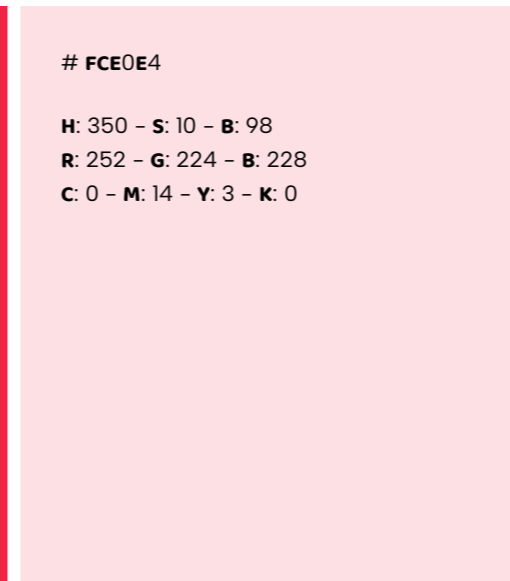 # FCE0E4
H: 350 – S: 10 – B: 98
R: 252 – G: 224 – B: 228
C: 0 – M: 14 – Y: 3 – K: 0